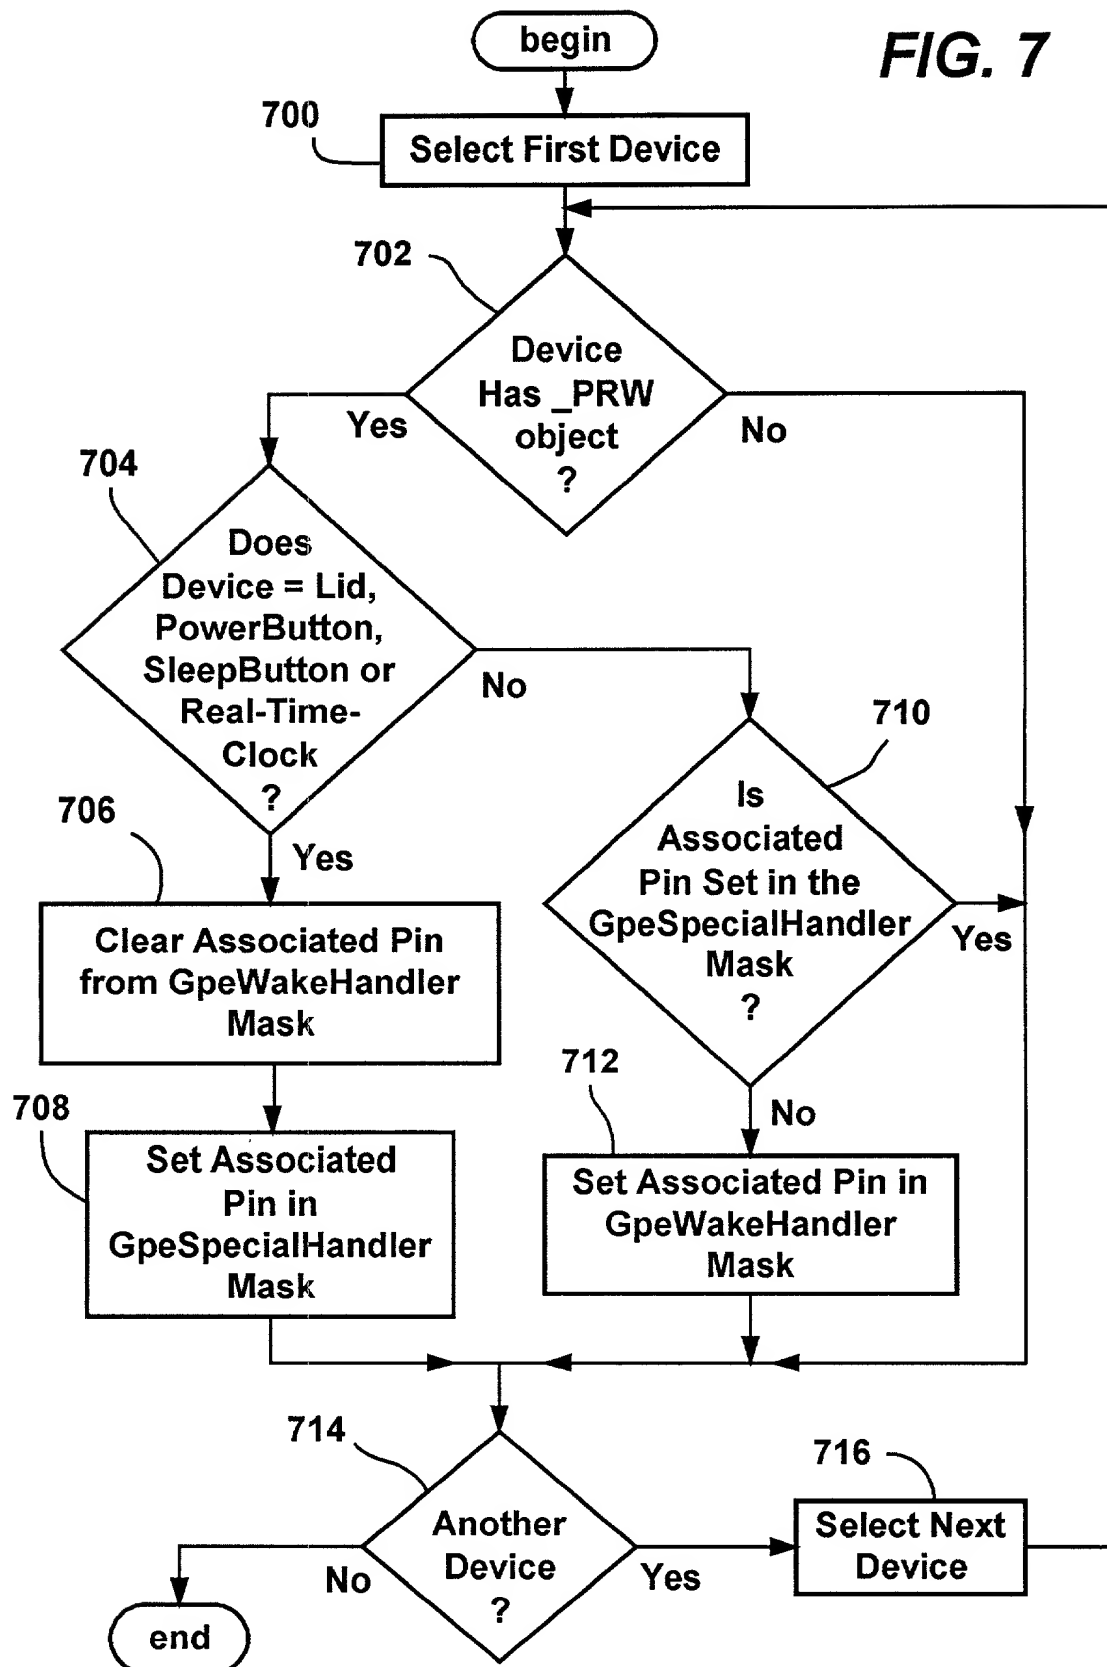 begin
FIG. 7
700
Select First Device
702
Device
Has _PRW
object
?
Yes
No
704
Does
Device = Lid,
PowerButton,
SleepButton or
Real-Time-
Clock
?
No
Yes
710
Is
Associated
Pin Set in the
GpeSpecialHandler
Mask
?
Yes
No
706
Clear Associated Pin
from GpeWakeHandler
Mask
708
Set Associated
Pin in
GpeSpecialHandler
Mask
712
Set Associated Pin in
GpeWakeHandler
Mask
714
Another
Device
?
No
Yes
716
Select Next
Device
end